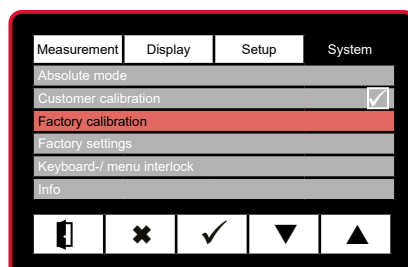 Measurement Display Setup System
Absolute mode
Customer calibration
Factory calibration
Factory settings
Keyboard-/ menu interlock
Info